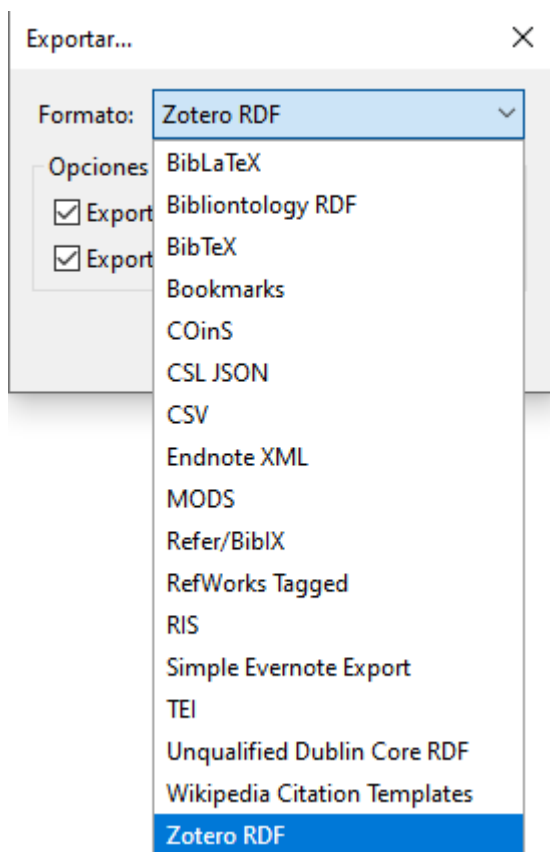 Exportar...
Formato: Zotero RDF
Opciones
Export
Export
BibLaTeX
Bibliontology RDF
BibTeX
Bookmarks
COinS
CSL JSON
CSV
Endnote XML
MODS
Refer/BibIX
RefWorks Tagged
RIS
Simple Evernote Export
TEI
Unqualified Dublin Core RDF
Wikipedia Citation Templates
Zotero RDF